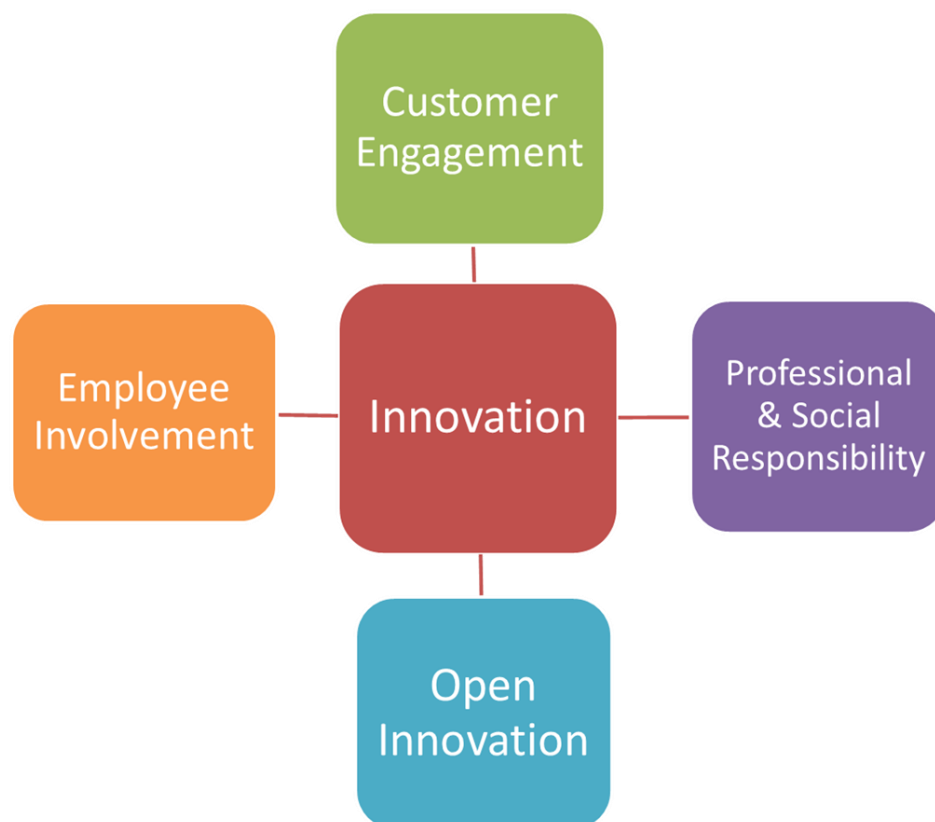 Customer
Engagement
Employee
Involvement
Innovation
Professional
& Social
Responsibility
Open
Innovation